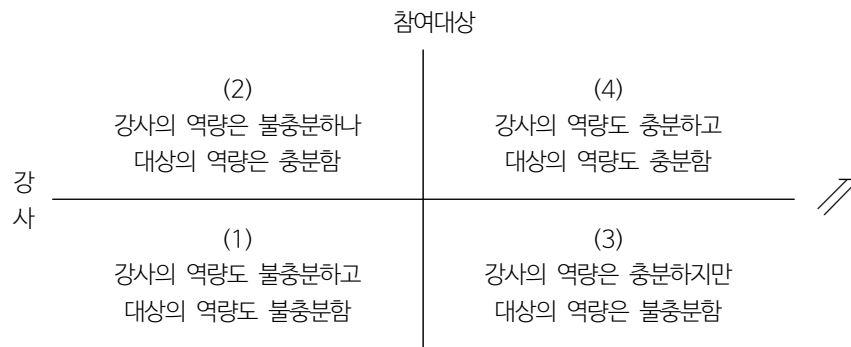 참여대상
(2)
강사의 역량은 불충분하나
대상의 역량은 충분함
(4)
강사의 역량도 충분하고
대상의 역량도 충분함
강
사
(1)
강사의 역량도 불충분하고
대상의 역량도 불충분함
(3)
강사의 역량은 충분하지만
대상의 역량은 불충분함